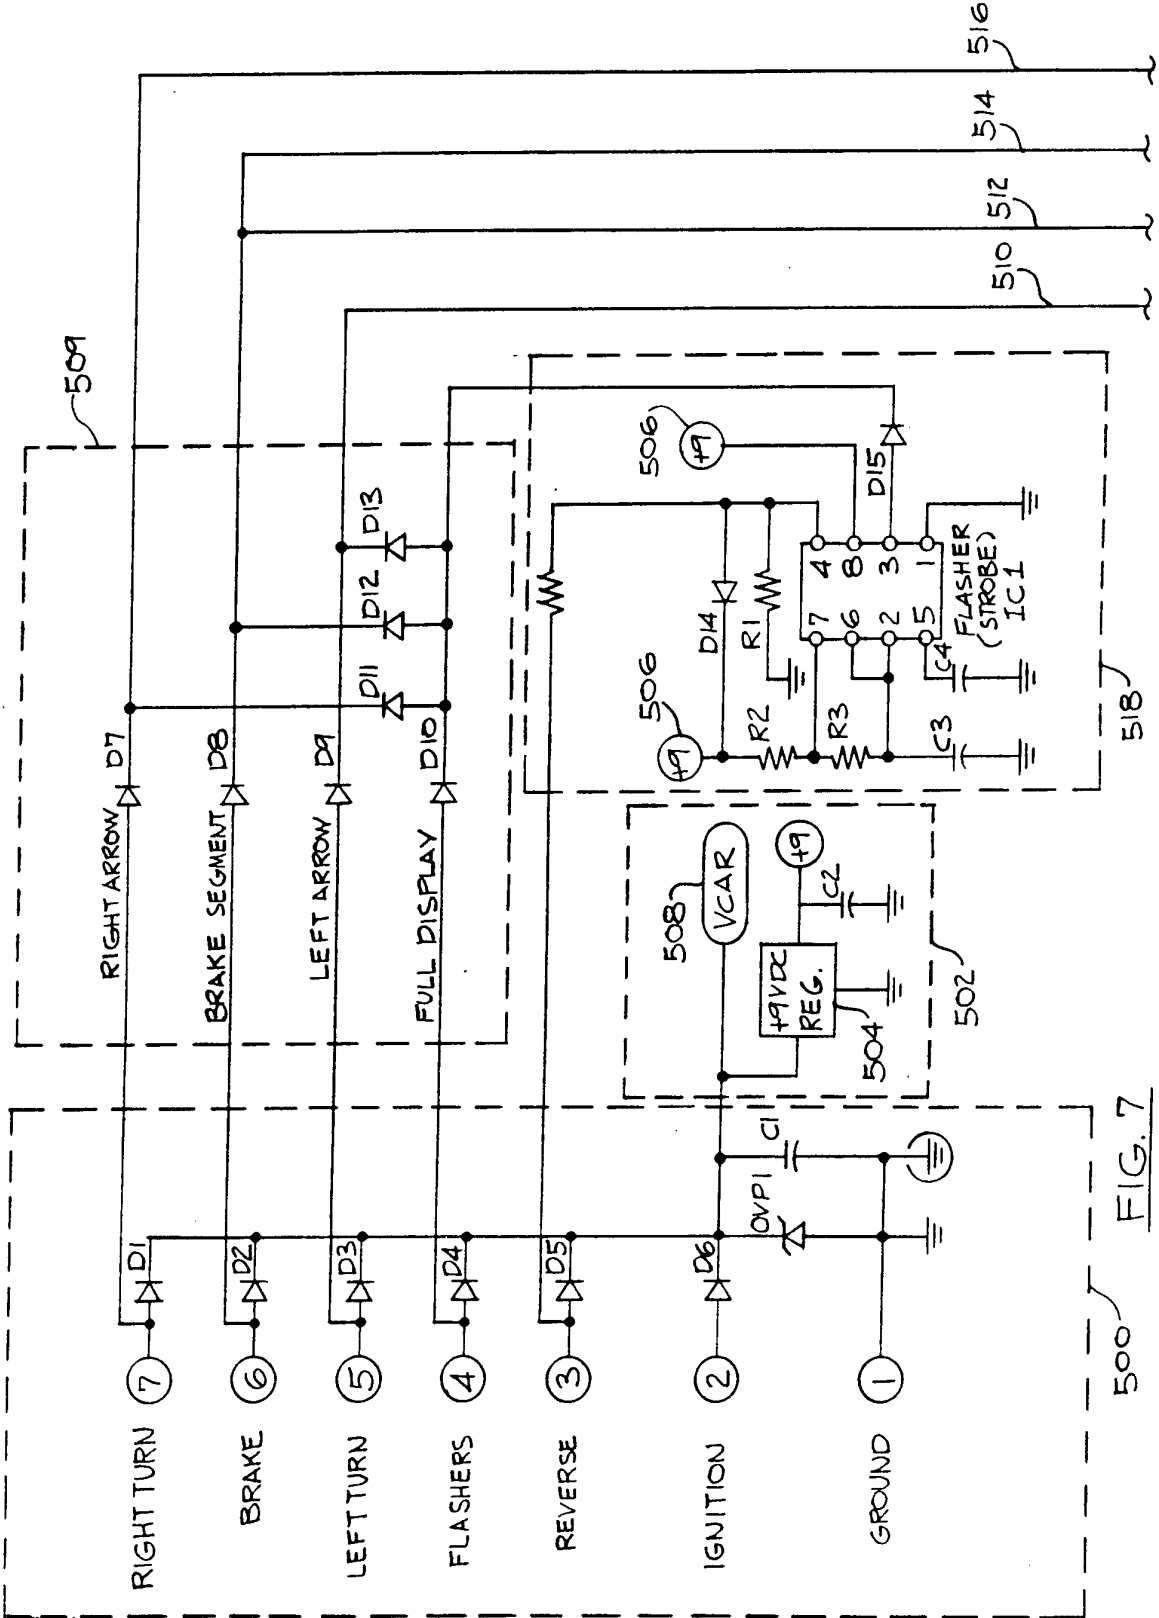 RIGHT TURN 7
BRAKE 6
LEFT TURN 5
FLASHERS 4
REVERSE 3
IGNITION 2
GROUND 1
D1
D2
D3
D4
D5
D6
OVP1
C1
500
RIGHT ARROW D7
BRAKE SEGMENT D8
LEFT ARROW D9
FULL DISPLAY D10
D11
D12
D13
509
508
VCAR
+9VDC
REG.
504
+9
C2
502
506
+9
R2
R3
C3
D14
R1
C4
7
6
2
5
4
8
3
1
FLASHER
(STROBE)
IC1
D15
506
+9
518
510
512
514
516
FIG. 7